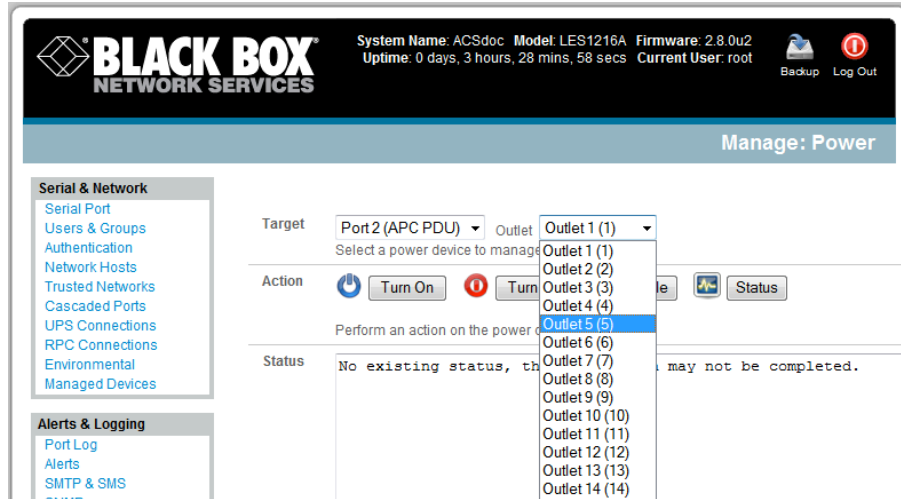 BLACK BOX®
NETWORK SERVICES
System Name: ACSdoc Model: LES1216A Firmware: 2.8.0u2
Uptime: 0 days, 3 hours, 28 mins, 58 secs Current User: root
Backup
Log Out
Manage: Power
Serial & Network
Serial Port
Users & Groups
Authentication
Network Hosts
Trusted Networks
Cascaded Ports
UPS Connections
RPC Connections
Environmental
Managed Devices
Alerts & Logging
Port Log
Alerts
SMTP & SMS
Target Port 2 (APC PDU) Outlet Outlet 1 (1)
Select a power device to manage
Action Turn On Turn le Status
Perform an action on the power
Status No existing status, th may not be completed.
Outlet 1 (1)
Outlet 2 (2)
Outlet 3 (3)
Outlet 4 (4)
Outlet 5 (5)
Outlet 6 (6)
Outlet 7 (7)
Outlet 8 (8)
Outlet 9 (9)
Outlet 10 (10)
Outlet 11 (11)
Outlet 12 (12)
Outlet 13 (13)
Outlet 14 (14)